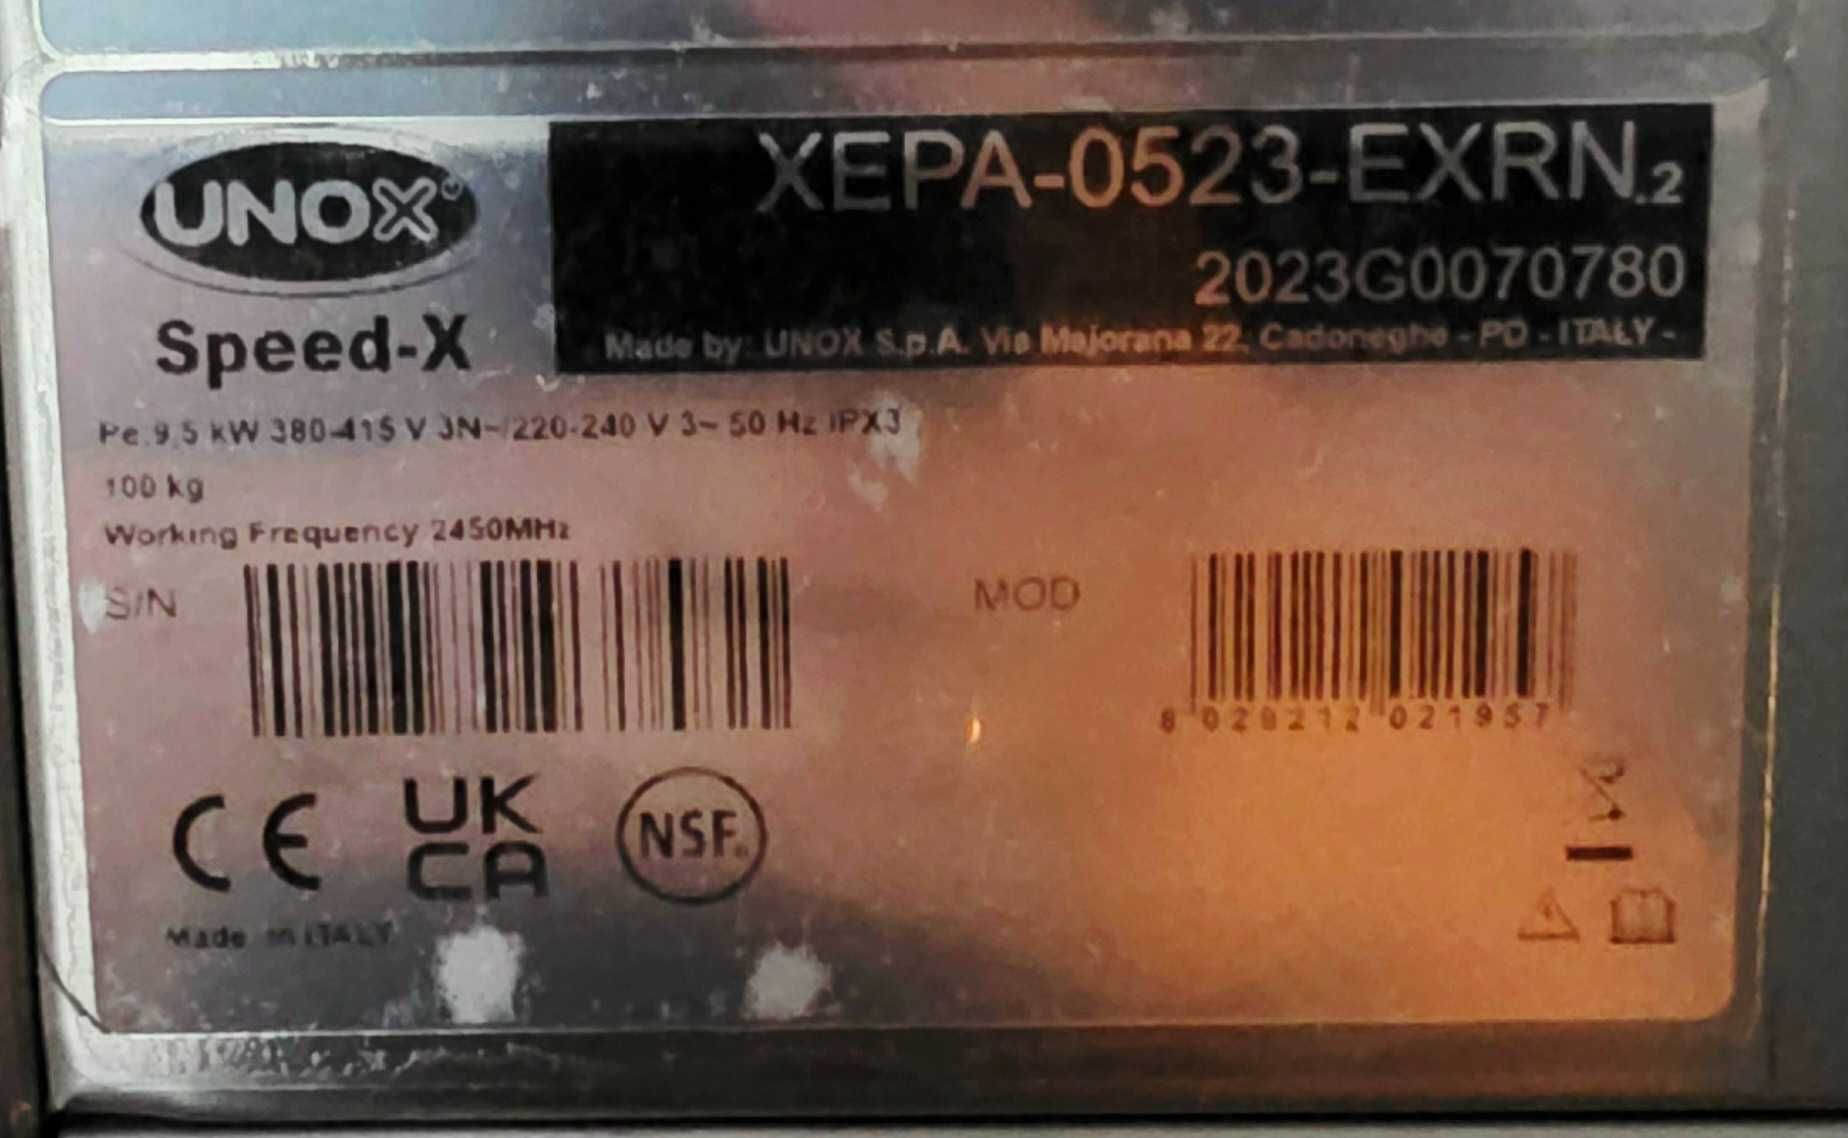 UNOX
XEPA-0523-EXRN.2
2023G0070780
Speed-X
Made by: UNOX S.p.A. Via Majorana 22, Cadoneghe - PD - ITALY -
Pe 9,5 kW 380-415 V 3N~/220-240 V 3~ 50 Hz IPX3
100 kg
Working Frequency 2450MHz
S/N
MOD
8 028212 021957
CE
UK
CA
NSF.
Made in ITALY